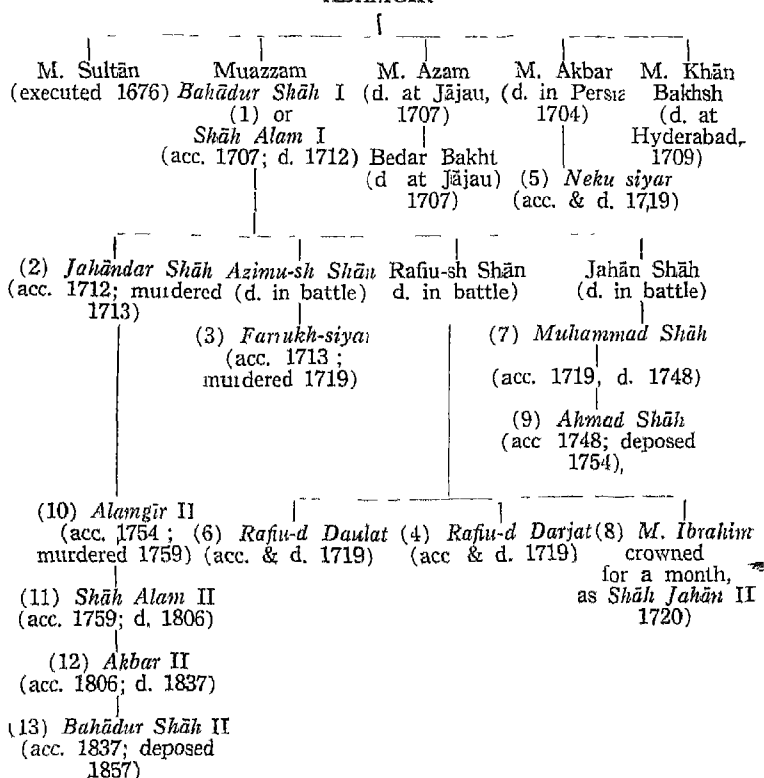 M. Sultān
(executed 1676)
Muazzam
Bahādur Shāh I
(1) or
Shāh Alam I
(acc. 1707; d. 1712)
M. Azam
(d. at Jājau,
1707)
Bedar Bakht
(d at Jājau)
1707)
M. Akbar
(d. in Persia
1704)
(5) Neku siyar
(acc. & d. 1719)
M. Khān
Bakhsh
(d. at
Hyderabad,
1709)
(2) Jahāndar Shāh
(acc. 1712; murdered
1713)
Azimu-sh Shān
(d. in battle)
(3) Farrukh-siyar
(acc. 1713 ;
murdered 1719)
Rafiu-sh Shān
d. in battle)
Jahān Shāh
(d. in battle)
(7) Muhammad Shāh
(acc. 1719, d. 1748)
(9) Ahmad Shāh
(acc 1748; deposed
1754),
(10) Alamgīr II
(acc. 1754 ;
murdered 1759)
(6) Rafiu-d Daulat
(acc. & d. 1719)
(4) Rafiu-d Darjat
(acc & d. 1719)
(8) M. Ibrahim
crowned
for a month,
as Shāh Jahān II
1720)
(11) Shāh Alam II
(acc. 1759; d. 1806)
(12) Akbar II
(acc. 1806; d. 1837)
(13) Bahādur Shāh II
(acc. 1837; deposed
1857)